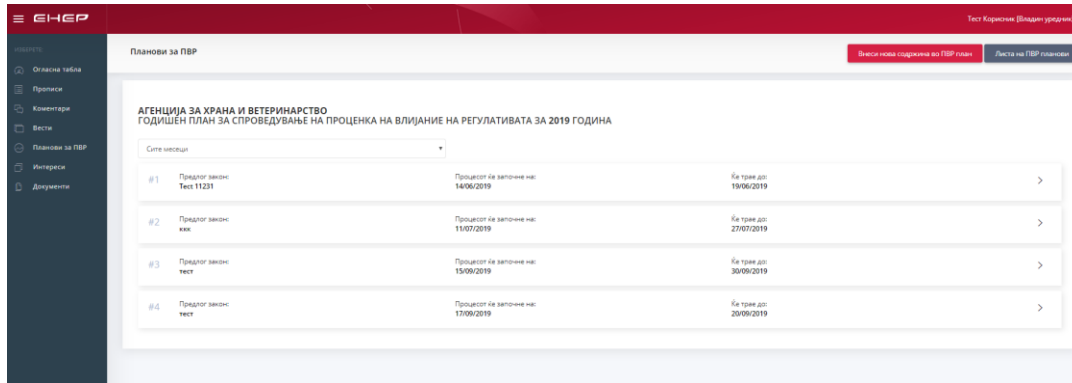 ЕНЕР
Тест Корисник [Владин уредник]
ИЗБЕРЕТЕ
Огласна табла
Прописи
Коментари
Вести
Планови за ПВР
Интереси
Документи
Планови за ПВР
Внеси нова содржина во ПВР план
Листа на ПВР планови
АГЕНЦИЈА ЗА ХРАНА И ВЕТЕРИНАРСТВО
ГОДИШЕН ПЛАН ЗА СПРОВЕДУВАЊЕ НА ПРОЦЕНКА НА ВЛИЈАНИЕ НА РЕГУЛАТИВАТА ЗА 2019 ГОДИНА
Сите месеци
#1 Предлог закон: Процесот ќе започне на: Ќе трае до:
Тест 11231 14/06/2019 19/06/2019
#2 Предлог закон: Процесот ќе започне на: Ќе трае до:
ккк 11/07/2019 27/07/2019
#3 Предлог закон: Процесот ќе започне на: Ќе трае до:
тест 15/09/2019 30/09/2019
#4 Предлог закон: Процесот ќе започне на: Ќе трае до:
тест 17/09/2019 20/09/2019